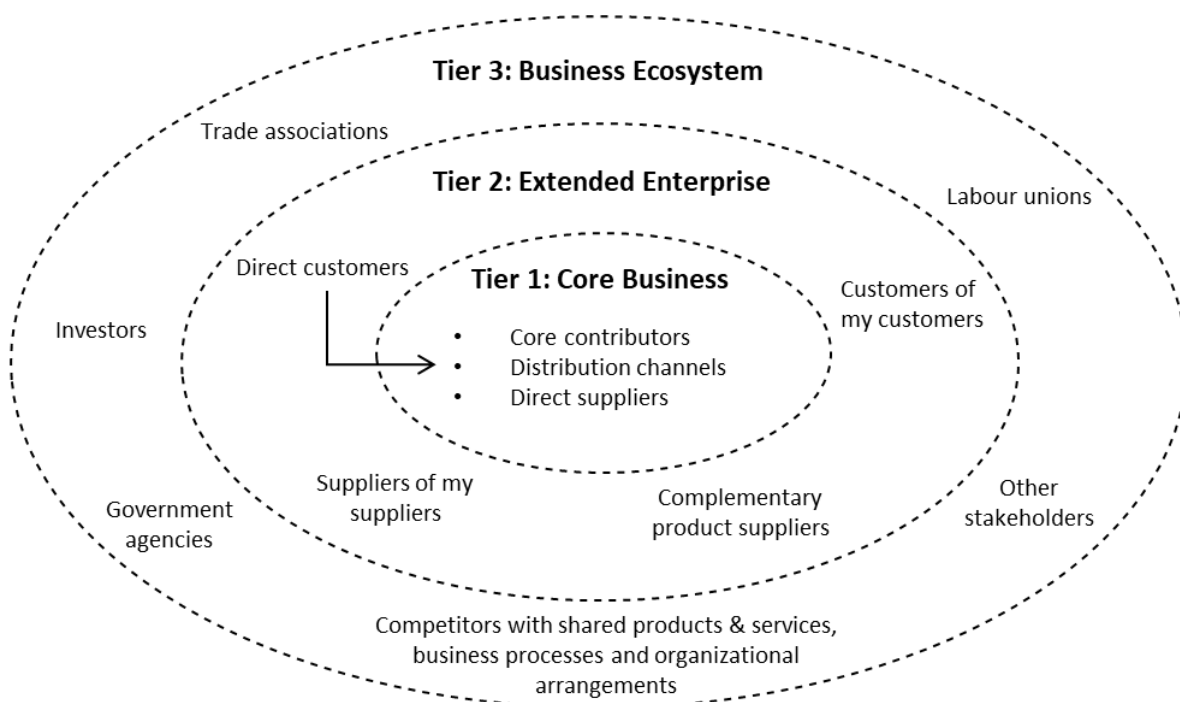 Tier 3: Business Ecosystem
Trade associations
Tier 2: Extended Enterprise
Labour unions
Direct customers
Tier 1: Core Business
Customers of
my customers
Investors
• Core contributors
• Distribution channels
• Direct suppliers
Suppliers of my
suppliers
Complementary
product suppliers
Other
stakeholders
Government
agencies
Competitors with shared products & services,
business processes and organizational
arrangements